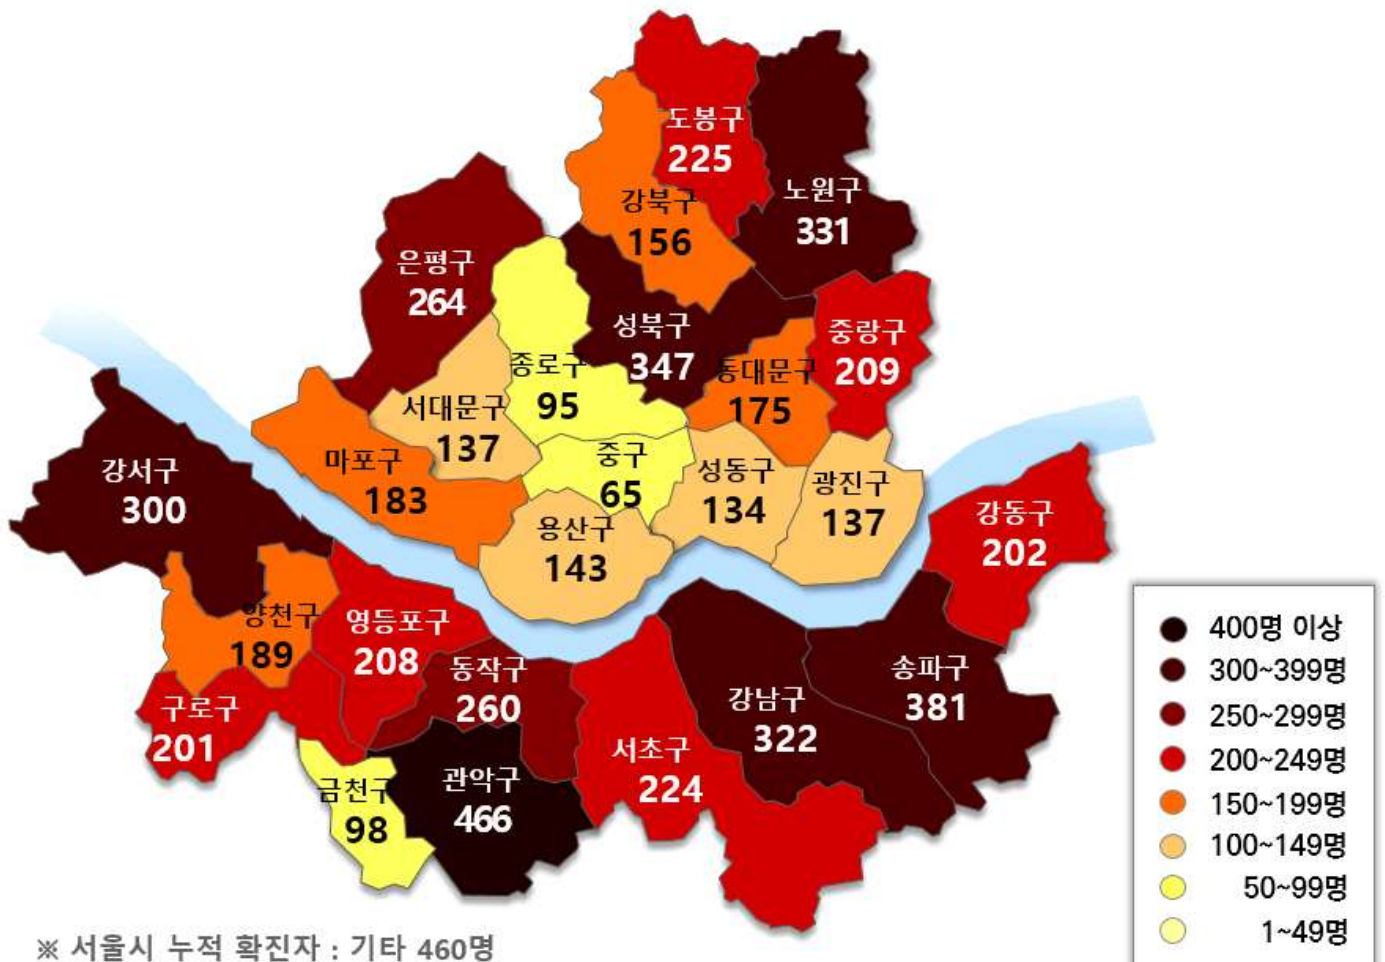 도봉구
225
노원구
331
강북구
156
은평구
264
성북구
347
중랑구
209
종로구
95
동대문구
175
서대문구
137
마포구
183
중구
65
성동구
134
광진구
137
강서구
300
용산구
143
강동구
202
양천구
189
영등포구
208
동작구
260
구로구
201
강남구
322
송파구
381
서초구
224
금천구
98
관악구
466
400명 이상
300~399명
250~299명
200~249명
150~199명
100~149명
50~99명
1~49명
※ 서울시 누적 확진자 : 기타 460명